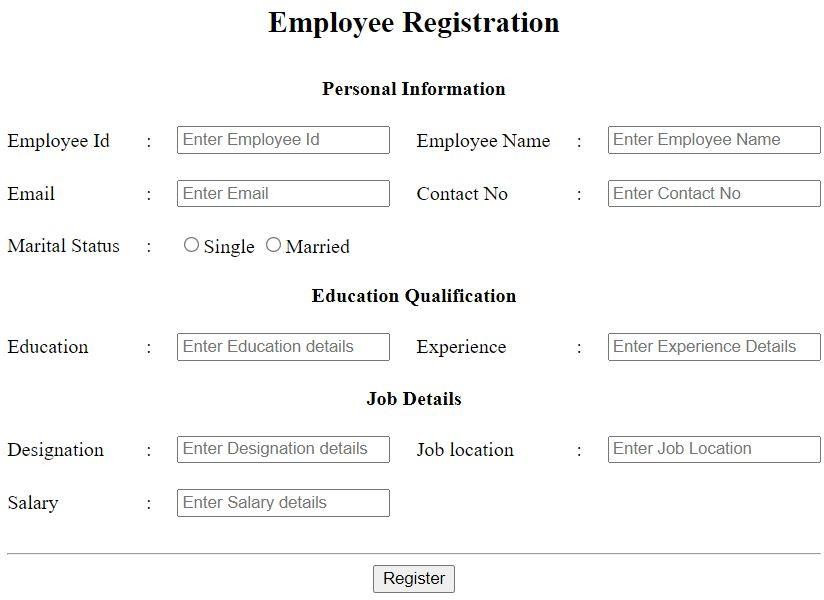 Employee Registration
Personal Information
Employee Id : Enter Employee Id Employee Name : Enter Employee Name
Email : Enter Email Contact No : Enter Contact No
Marital Status : Single Married
Education Qualification
Education : Enter Education details Experience : Enter Experience Details
Job Details
Designation : Enter Designation details Job location : Enter Job Location
Salary : Enter Salary details
Register